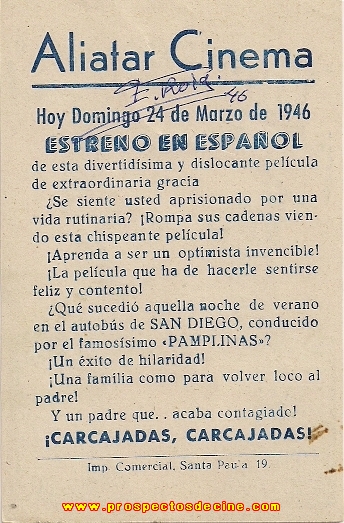 Aliatar Cinema
46
Hoy Domingo 24 de Marzo de 1946
ESTRENO EN ESPAÑOL
de esta divertidísima y dislocante película
de extraordinaria gracia
¿Se siente usted aprisionado por una
vida rutinaria? ¡Rompa sus cadenas vien-
do esta chispeante película!
¡Aprenda a ser un optimista invencible!
¡La película que ha de hacerle sentirse
feliz y contento!
¿Qué sucedió aquella noche de verano
en el autobús de SAN DIEGO, conducido
por el famosísimo «PAMPLINAS»?
¡Un éxito de hilaridad!
¡Una familia como para volver loco al
padre!
Y un padre que.. acaba contagiado!
¡CARCAJADAS, CARCAJADAS!
Imp. Comercial, Santa Paula 19.
www.prospectosdecine.com